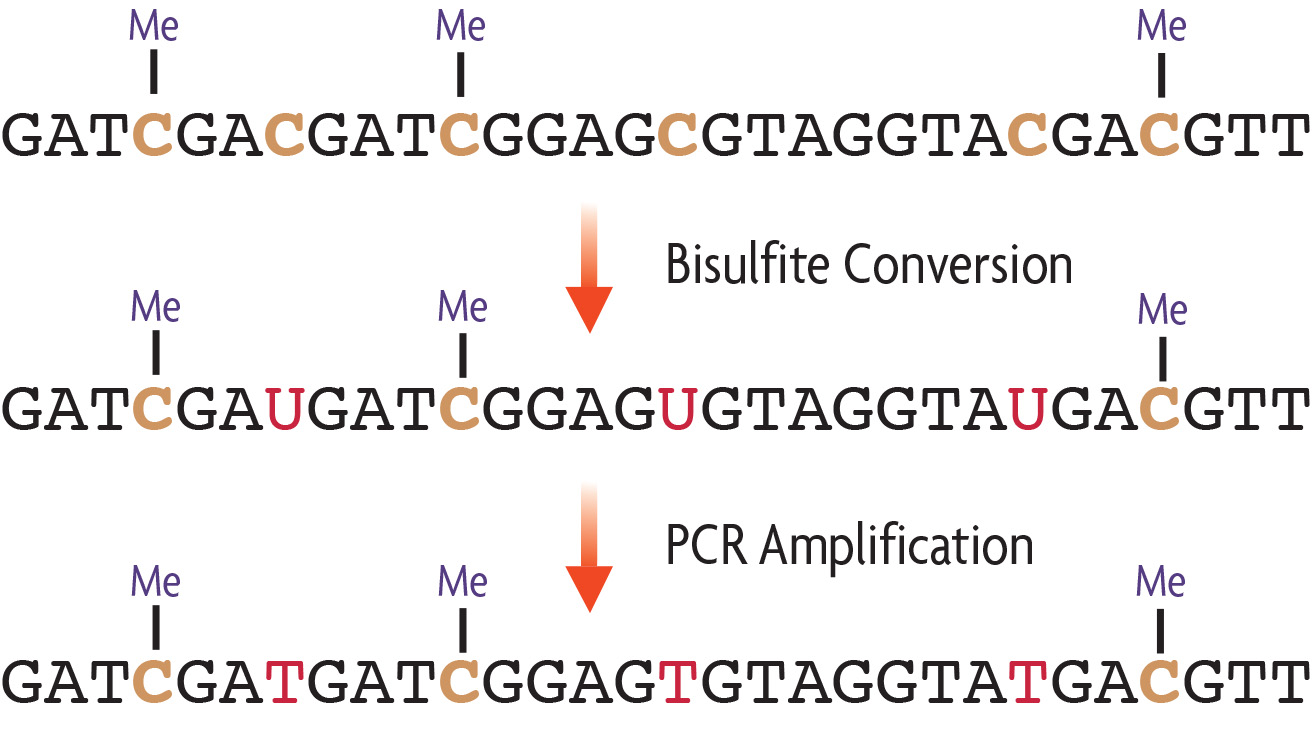 Me Me Me
GATCGACGATCGGAGCGTAGGTACGACGTT
Bisulfite Conversion
Me Me Me
GATCGAUGATCGGAGUGTAGGTAUGACGTT
PCR Amplification
Me Me Me
GATCGATGATCGGAGTGTAGGTATGACGTT